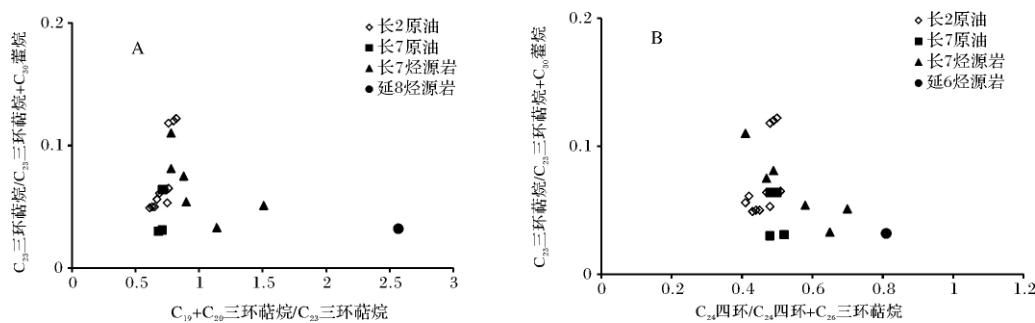 A
长2原油
长7原油
长7烃源岩
延8烃源岩
C₂₃三环萜烷/C₂₃三环萜烷+C₃₀藿烷
0.2
0.1
0
0
0.5
1
1.5
2
2.5
3
C₁₉+C₂₀三环萜烷/C₂₃三环萜烷
B
长2原油
长7原油
长7烃源岩
延6烃源岩
C₂₃三环萜烷/C₂₃三环萜烷+C₃₀藿烷
0.2
0.1
0
0
0.2
0.4
0.6
0.8
1
1.2
C₂₄四环/C₂₄四环+C₂₆三环萜烷